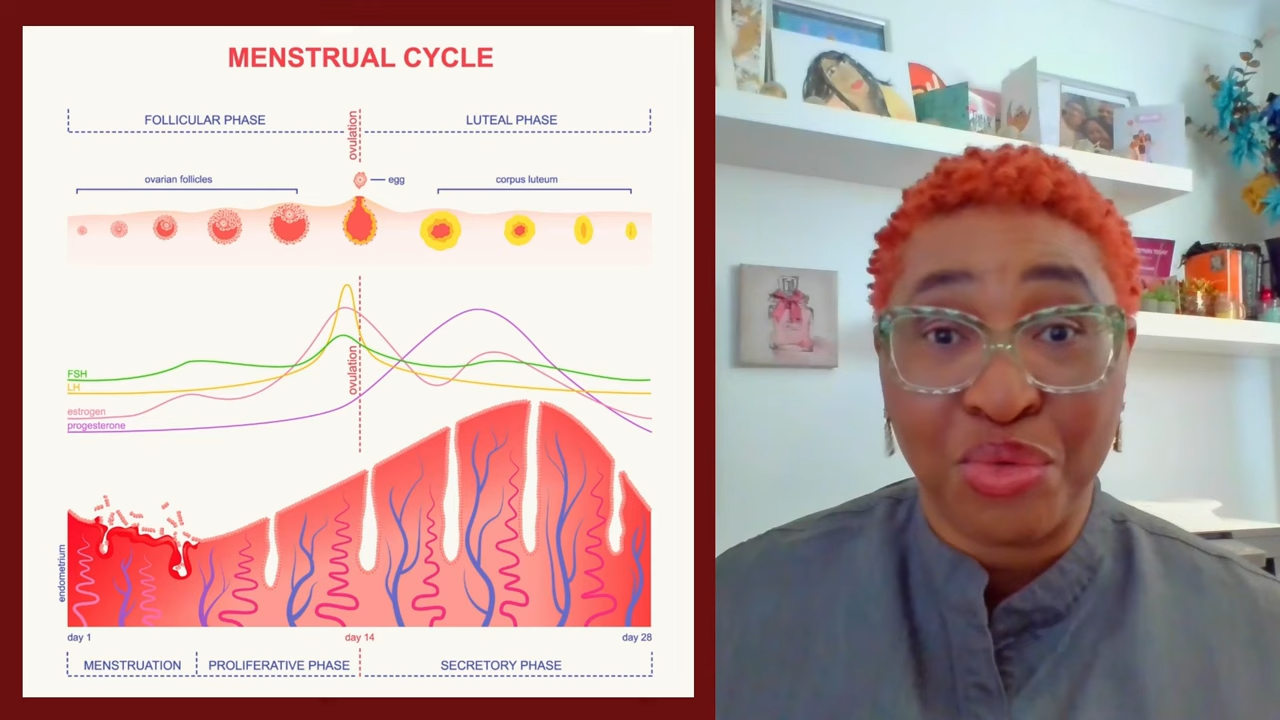 MENSTRUAL CYCLE
FOLLICULAR PHASE
ovulation
LUTEAL PHASE
ovarian follicles
egg
corpus luteum
FSH
LH
estrogen
progesterone
ovulation
endometrium
day 1
day 14
day 28
MENSTRUATION
PROLIFERATIVE PHASE
SECRETORY PHASE